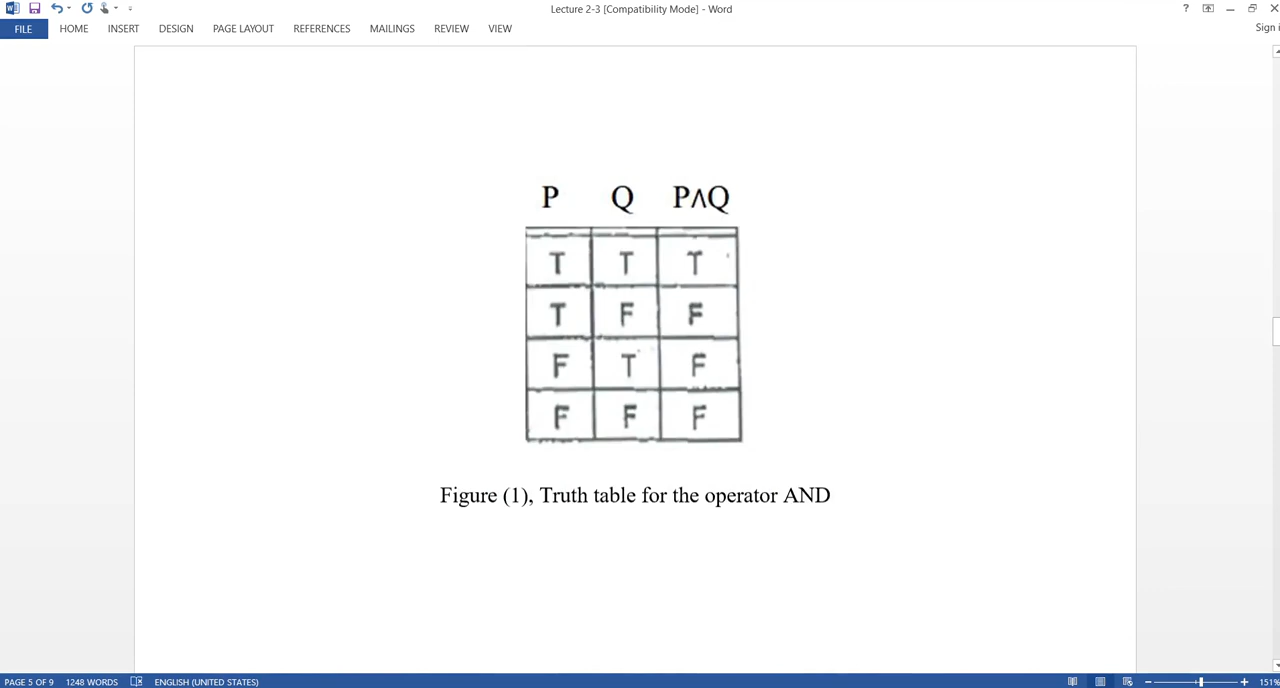 Lecture 2-3 [Compatibility Mode] - Word
?
FILE HOME INSERT DESIGN PAGE LAYOUT REFERENCES MAILINGS REVIEW VIEW
Sign i
P Q P∧Q
T T T
T F F
F T F
F F F
Figure (1), Truth table for the operator AND
PAGE 5 OF 9 1248 WORDS ENGLISH (UNITED STATES) 151%